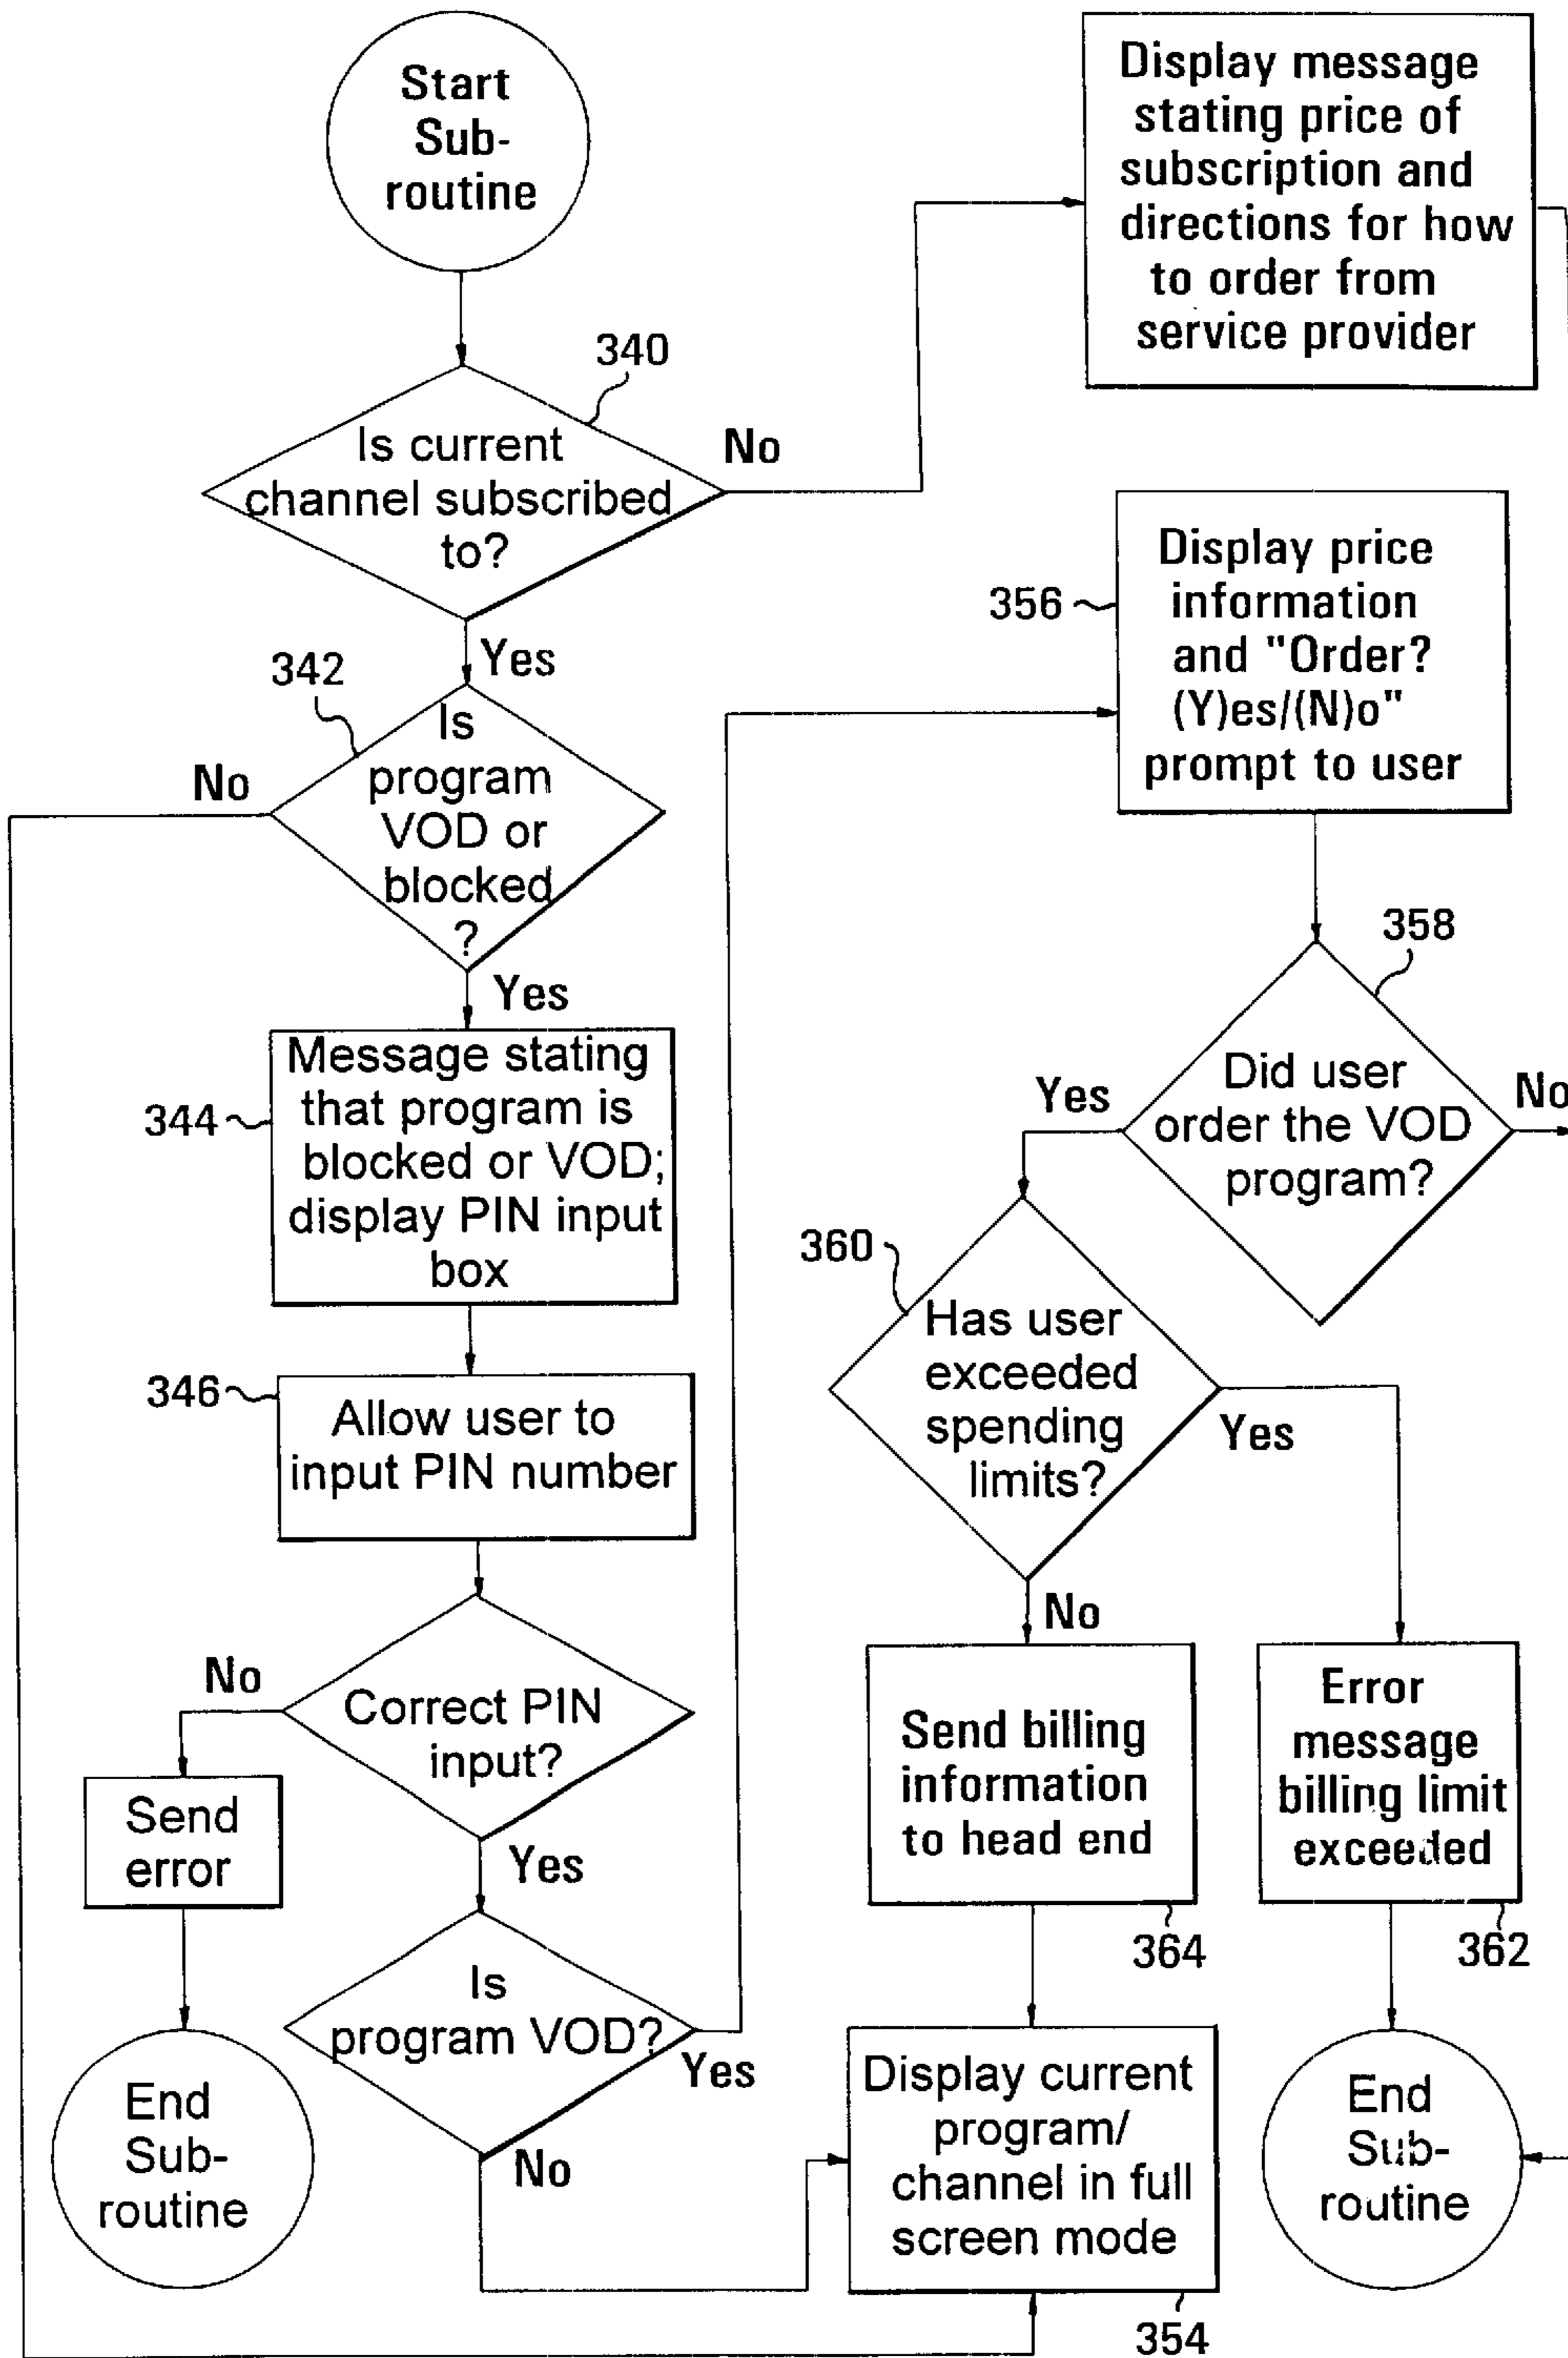 Start
Sub-
routine
340
Is current
channel subscribed
to?
No
Yes
Display message
stating price of
subscription and
directions for how
to order from
service provider
342
Is
program
VOD or
blocked
?
No
Yes
344
Message stating
that program is
blocked or VOD;
display PIN input
box
346
Allow user to
input PIN number
Correct PIN
input?
No
Yes
Send
error
End
Sub-
routine
Is
program VOD?
Yes
No
356
Display price
information
and "Order?
(Y)es/(N)o"
prompt to user
358
Did user
order the VOD
program?
Yes
No
360
Has user
exceeded
spending
limits?
Yes
No
Send billing
information
to head end
364
Error
message
billing limit
exceeded
362
Display current
program/
channel in full
screen mode
354
End
Sub-
routine